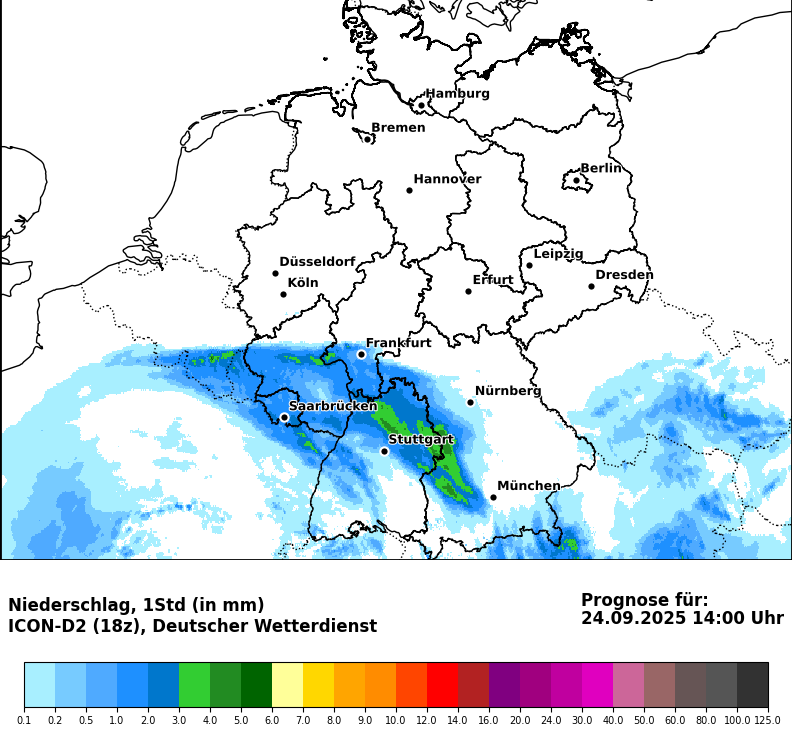 Hamburg
Bremen
Berlin
Hannover
Leipzig
Düsseldorf
Dresden
Köln
Erfurt
Frankfurt
Nürnberg
Saarbrücken
Stuttgart
München
Niederschlag, 1Std (in mm)
ICON-D2 (18z), Deutscher Wetterdienst
Prognose für:
24.09.2025 14:00 Uhr
0.1 0.2 0.5 1.0 2.0 3.0 4.0 5.0 6.0 7.0 8.0 9.0 10.0 12.0 14.0 16.0 20.0 24.0 30.0 40.0 50.0 60.0 80.0 100.0 125.0